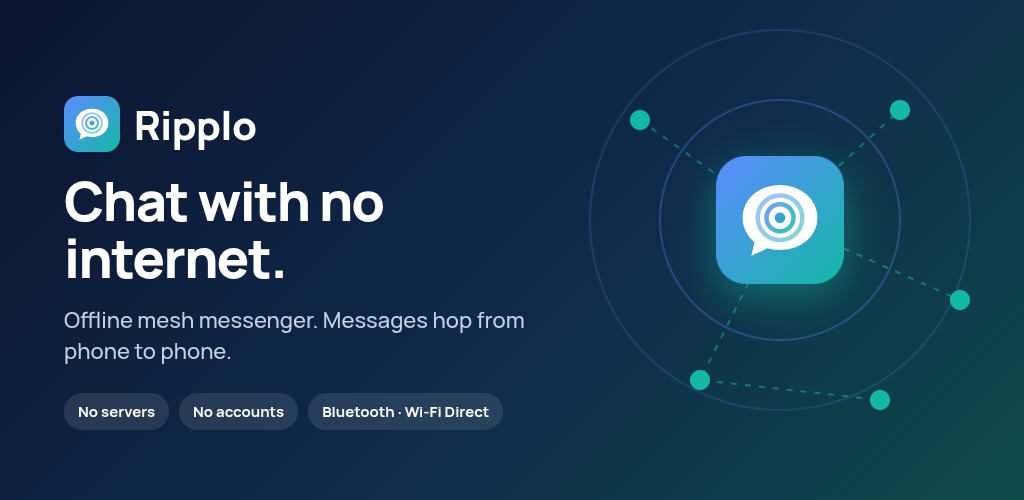 Ripplo
Chat with no
internet.
Offline mesh messenger. Messages hop from
phone to phone.
No servers
No accounts
Bluetooth · Wi-Fi Direct